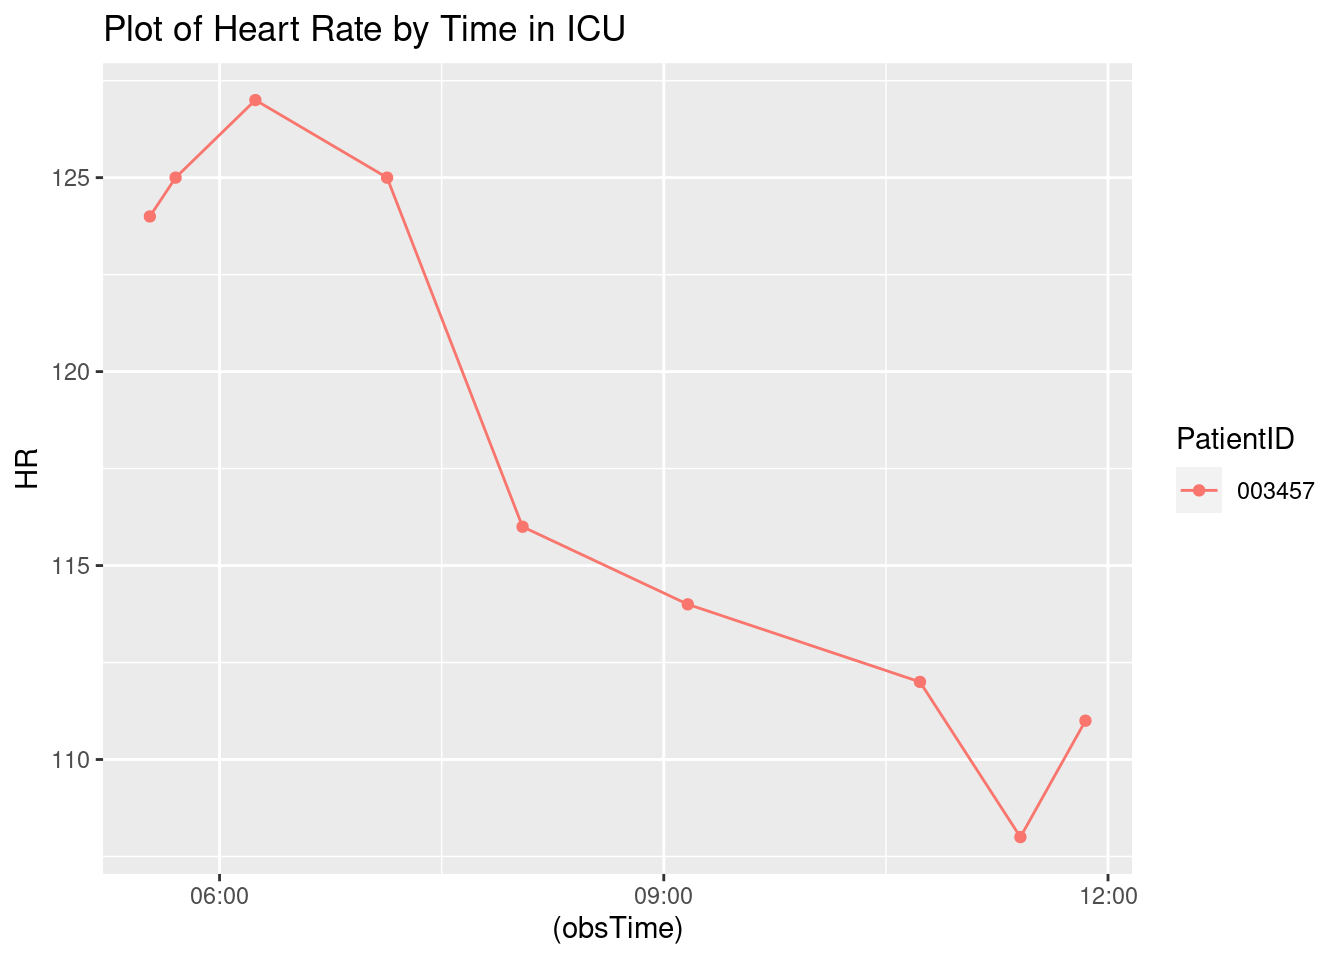 Plot of Heart Rate by Time in ICU
125
120
115
110
HR
06:00
09:00
12:00
(obsTime)
PatientID
003457